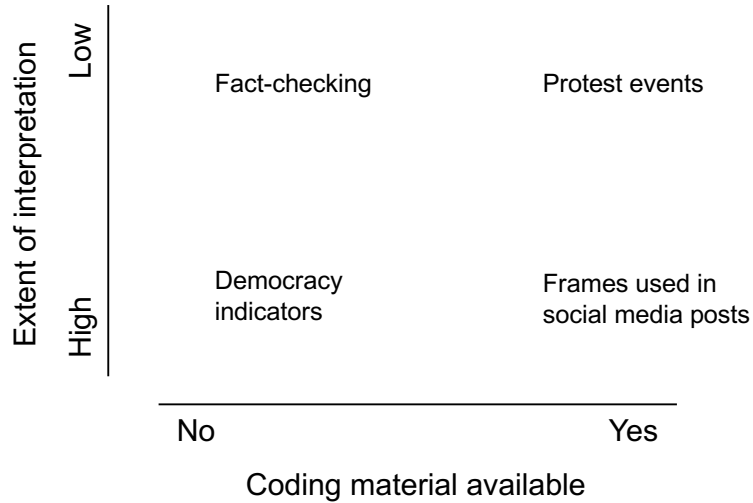 Extent of interpretation
Low
High
Fact-checking
Protest events
Democracy
indicators
Frames used in
social media posts
No
Yes
Coding material available